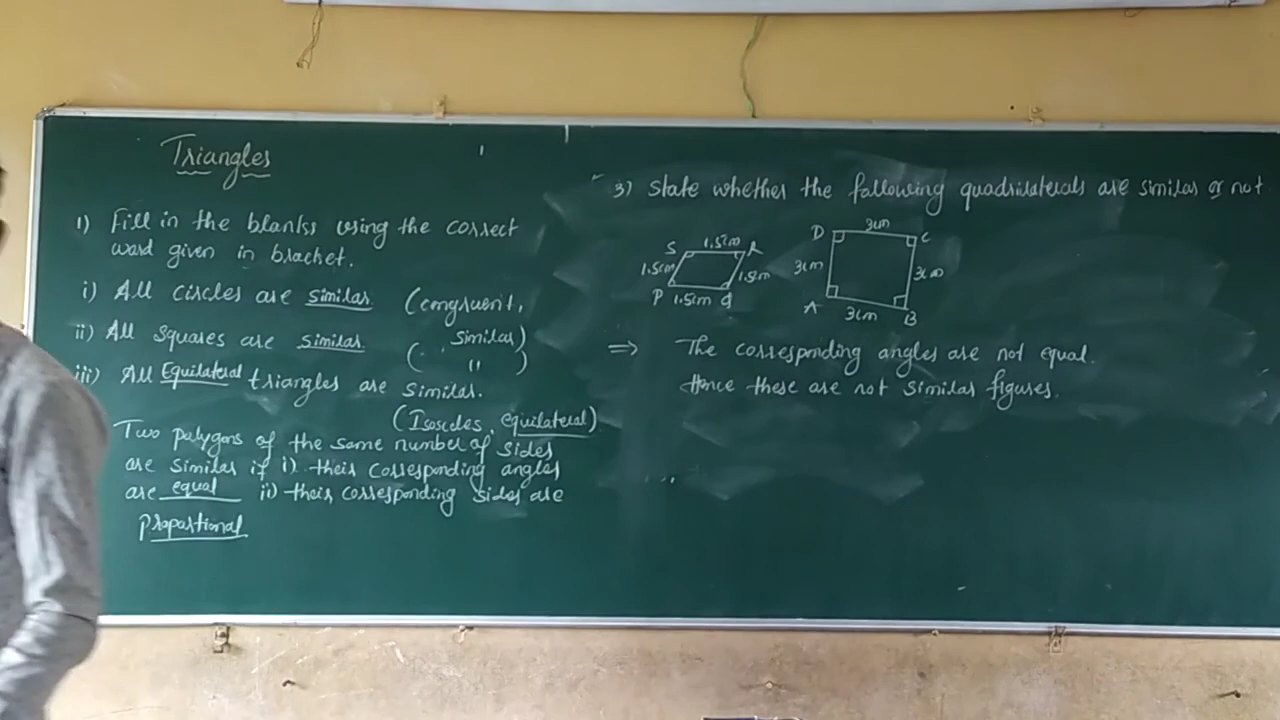 Triangles
1) Fill in the blanks using the correct
word given in bracket.
i) All circles are similar (congruent,
similar)
ii) All squares are similar ( " )
iii) All Equilateral triangles are similar.
(Isosceles, equilateral)
Two polygons of the same number of sides
are similar if i) their corresponding angles
are equal ii) their corresponding sides are
proportional
3) State whether the following quadrilaterals are similar or not
S 1.5cm R
1.5cm 1.5cm
P 1.5cm Q
D 3cm C
3cm 3cm
A 3cm B
⇒ The corresponding angles are not equal.
Hence these are not similar figures.